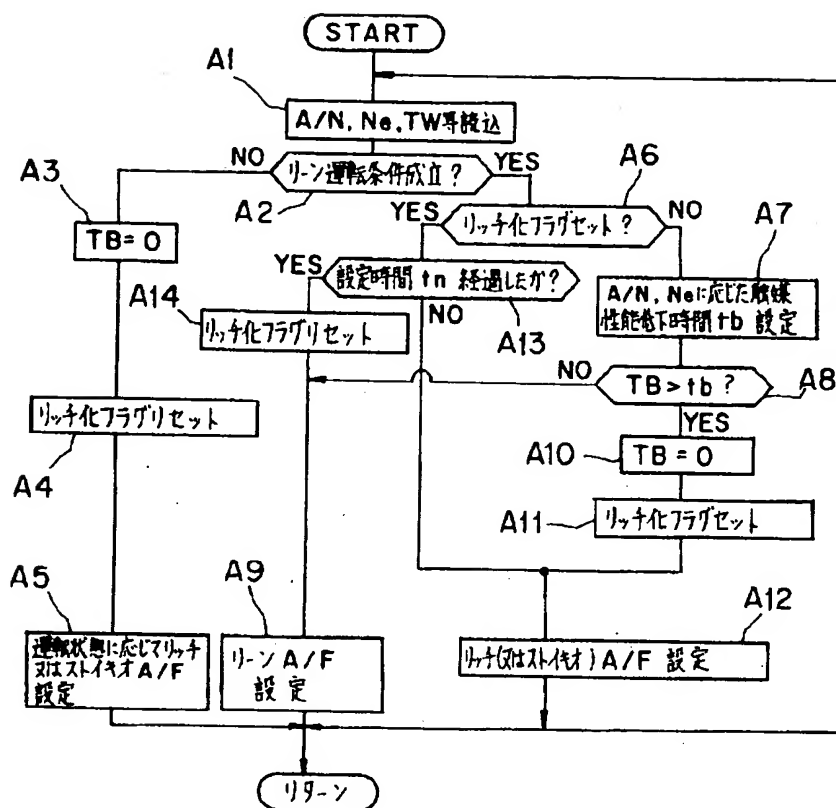 START
A1
A/N, Ne, TW等読込
NO
YES
リーン運転条件成立?
A2
A3
TB=0
A6
YES
リッチ化フラグセット?
NO
A7
A/N, Neに応じた触媒
性能低下時間tb 設定
YES
設定時間 tn 経過したか?
A13
NO
A14
リッチ化フラグリセット
NO
TB>tb?
A8
YES
A10
TB=0
リッチ化フラグリセット
A4
A11
リッチ化フラグセット
A5
運転状態に応じてリッチ
又はストイキオA/F
設定
A9
リーン A/F
設定
A12
リッチ(又はストイキオ)A/F 設定
リターン